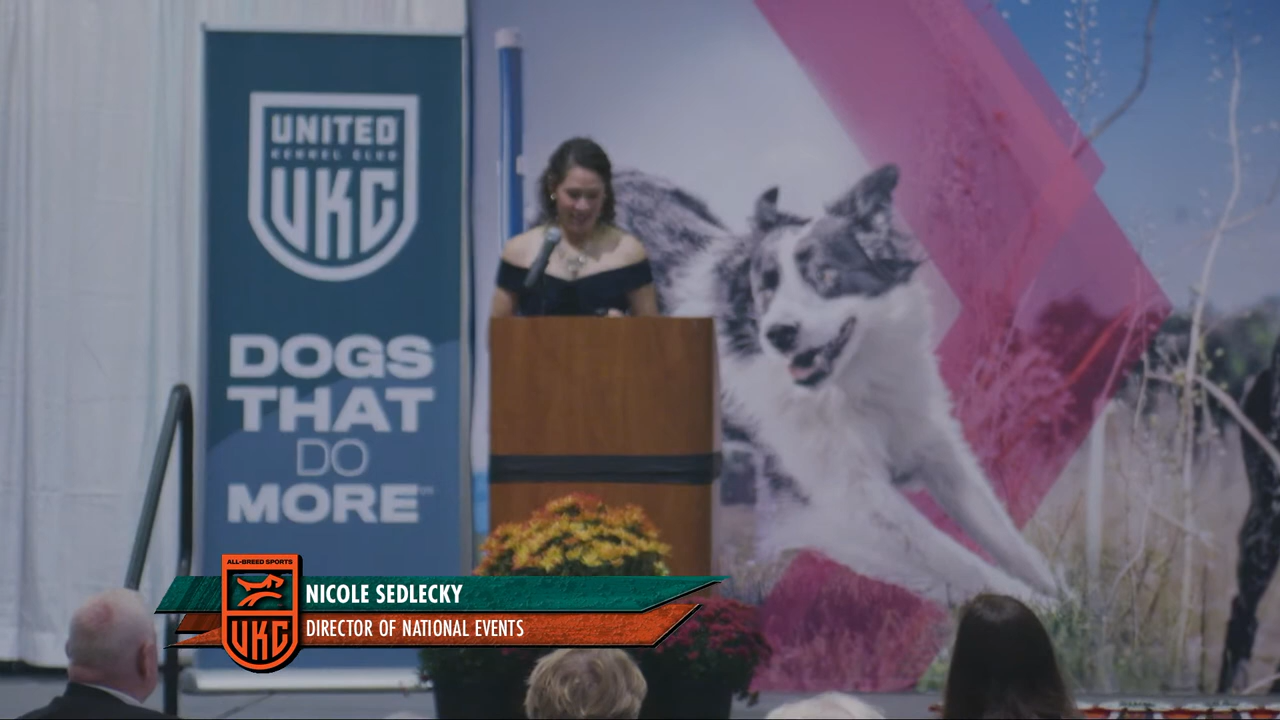 UNITED
KENNEL CLUB
UKC
DOGS
THAT
DO
MORE
ALL-BREED SPORTS
UKC
NICOLE SEDLECKY
DIRECTOR OF NATIONAL EVENTS